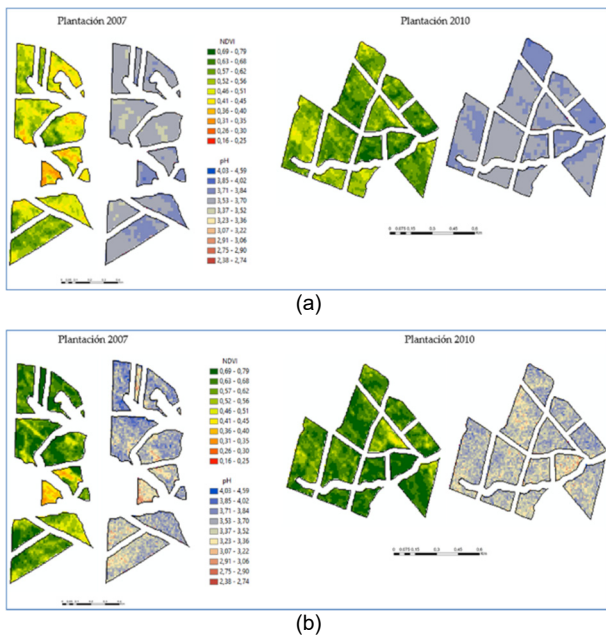 Plantación 2007
Plantación 2010
NDVI
0,69 - 0,79
0,63 - 0,68
0,57 - 0,62
0,52 - 0,56
0,46 - 0,51
0,41 - 0,45
0,36 - 0,40
0,31 - 0,35
0,26 - 0,30
0,16 - 0,25
pH
4,03 - 4,59
3,85 - 4,02
3,71 - 3,84
3,53 - 3,70
3,37 - 3,52
3,23 - 3,36
3,07 - 3,22
2,91 - 3,06
2,75 - 2,90
2,38 - 2,74
(a)
Plantación 2007
Plantación 2010
NDVI
0,69 - 0,79
0,63 - 0,68
0,57 - 0,62
0,52 - 0,56
0,46 - 0,51
0,41 - 0,45
0,36 - 0,40
0,31 - 0,35
0,26 - 0,30
0,16 - 0,25
pH
4,03 - 4,59
3,85 - 4,02
3,71 - 3,84
3,53 - 3,70
3,37 - 3,52
3,23 - 3,36
3,07 - 3,22
2,91 - 3,06
2,75 - 2,90
2,38 - 2,74
(b)